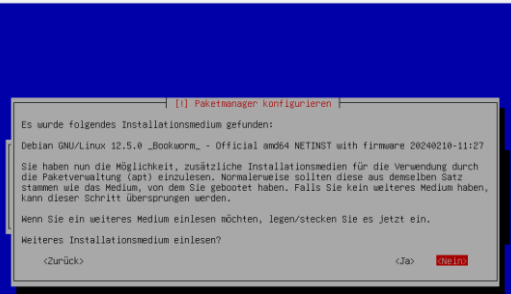 [!] Paketmanager konfigurieren
Es wurde folgendes Installationsmedium gefunden:
Debian GNU/Linux 12.5.0 _Bookworm_ - Official amd64 NETINST with firmware 20240210-11:27
Sie haben nun die Möglichkeit, zusätzliche Installationsmedien für die Verwendung durch
die Paketverwaltung (apt) einzulesen. Normalerweise sollten diese aus demselben Satz
stammen wie das Medium, von dem Sie gebootet haben. Falls Sie kein weiteres Medium haben,
kann dieser Schritt übersprungen werden.
Wenn Sie ein weiteres Medium einlesen möchten, legen/stecken Sie es jetzt ein.
Weiteres Installationsmedium einlesen?
<Zurück> <Ja> <Nein>